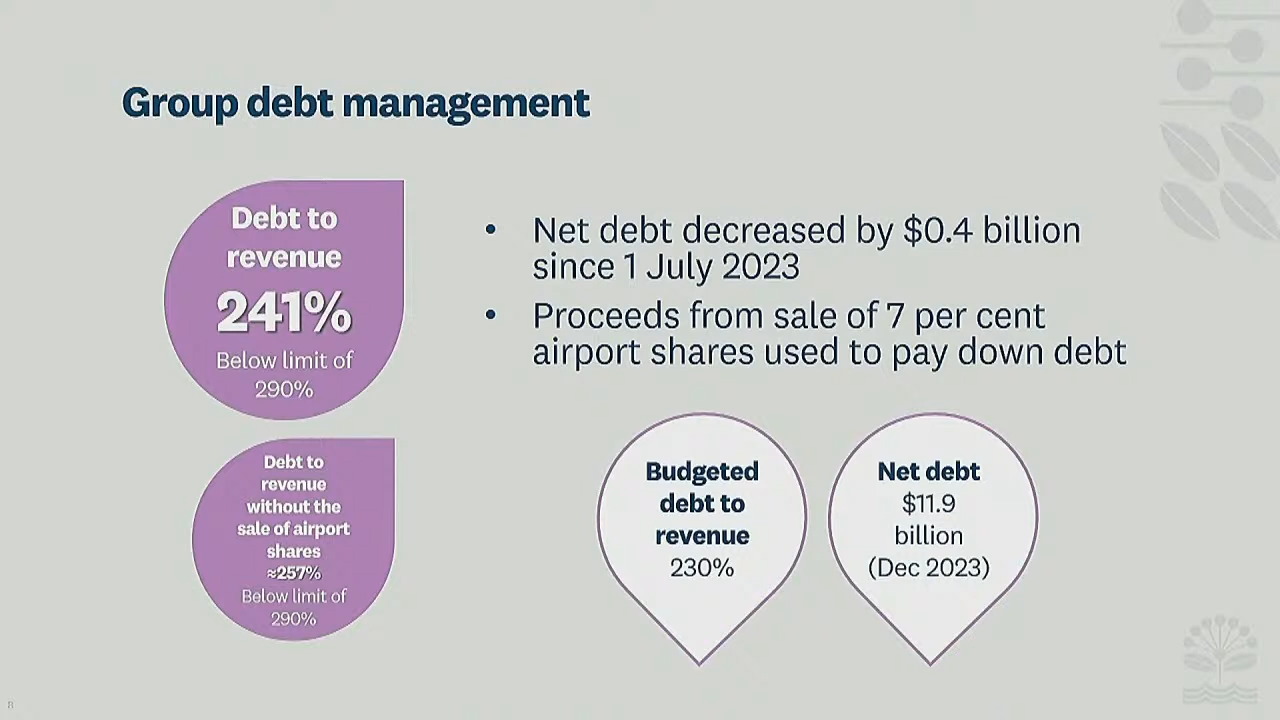 Group debt management
Debt to
revenue
241%
Below limit of
290%
• Net debt decreased by $0.4 billion
since 1 July 2023
• Proceeds from sale of 7 per cent
airport shares used to pay down debt
Debt to
revenue
without the
sale of airport
shares
≈257%
Below limit of
290%
Budgeted
debt to
revenue
230%
Net debt
$11.9
billion
(Dec 2023)
8